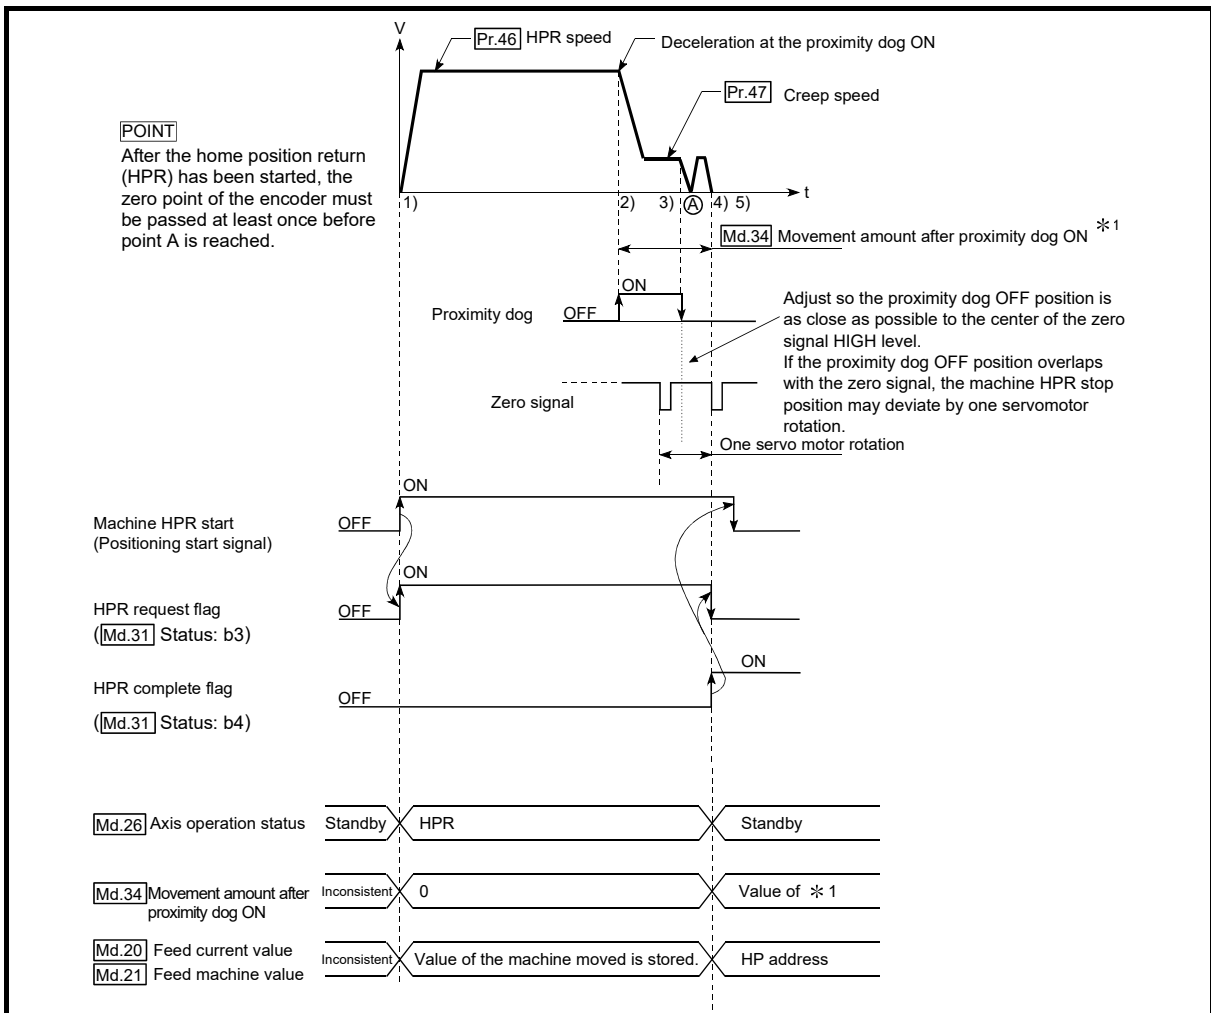 V
Pr.46 HPR speed
Deceleration at the proximity dog ON
Pr.47 Creep speed
POINT
After the home position return
(HPR) has been started, the
zero point of the encoder must
be passed at least once before
point A is reached.
t
1) 2) 3) A 4) 5)
Md.34 Movement amount after proximity dog ON *1
ON
Proximity dog OFF
Adjust so the proximity dog OFF position is
as close as possible to the center of the zero
signal HIGH level.
If the proximity dog OFF position overlaps
with the zero signal, the machine HPR stop
position may deviate by one servomotor
rotation.
Zero signal
One servo motor rotation
ON
Machine HPR start
(Positioning start signal)
OFF
ON
HPR request flag
(Md.31 Status: b3)
OFF
ON
HPR complete flag
(Md.31 Status: b4)
OFF
Md.26 Axis operation status Standby HPR Standby
Md.34 Movement amount after
proximity dog ON
Inconsistent 0 Value of *1
Md.20 Feed current value
Md.21 Feed machine value
Inconsistent Value of the machine moved is stored. HP address